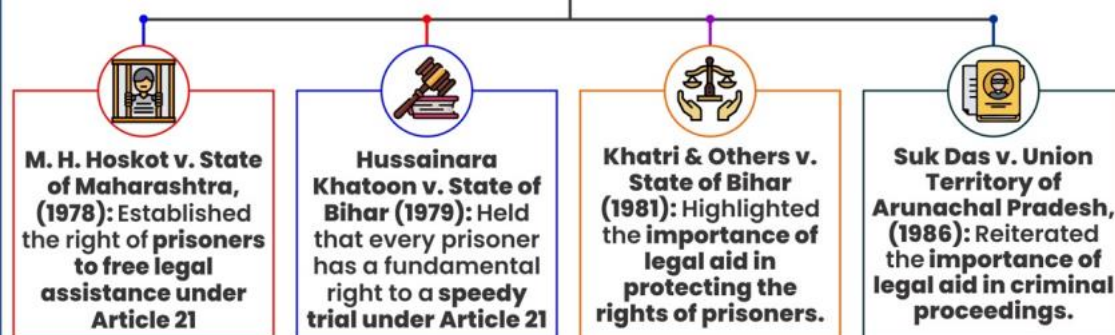 M. H. Hoskot v. State
of Maharashtra,
(1978): Established
the right of prisoners
to free legal
assistance under
Article 21
Hussainara
Khatoon v. State of
Bihar (1979): Held
that every prisoner
has a fundamental
right to a speedy
trial under Article 21
Khatri & Others v.
State of Bihar
(1981): Highlighted
the importance of
legal aid in
protecting the
rights of prisoners.
Suk Das v. Union
Territory of
Arunachal Pradesh,
(1986): Reiterated
the importance of
legal aid in criminal
proceedings.